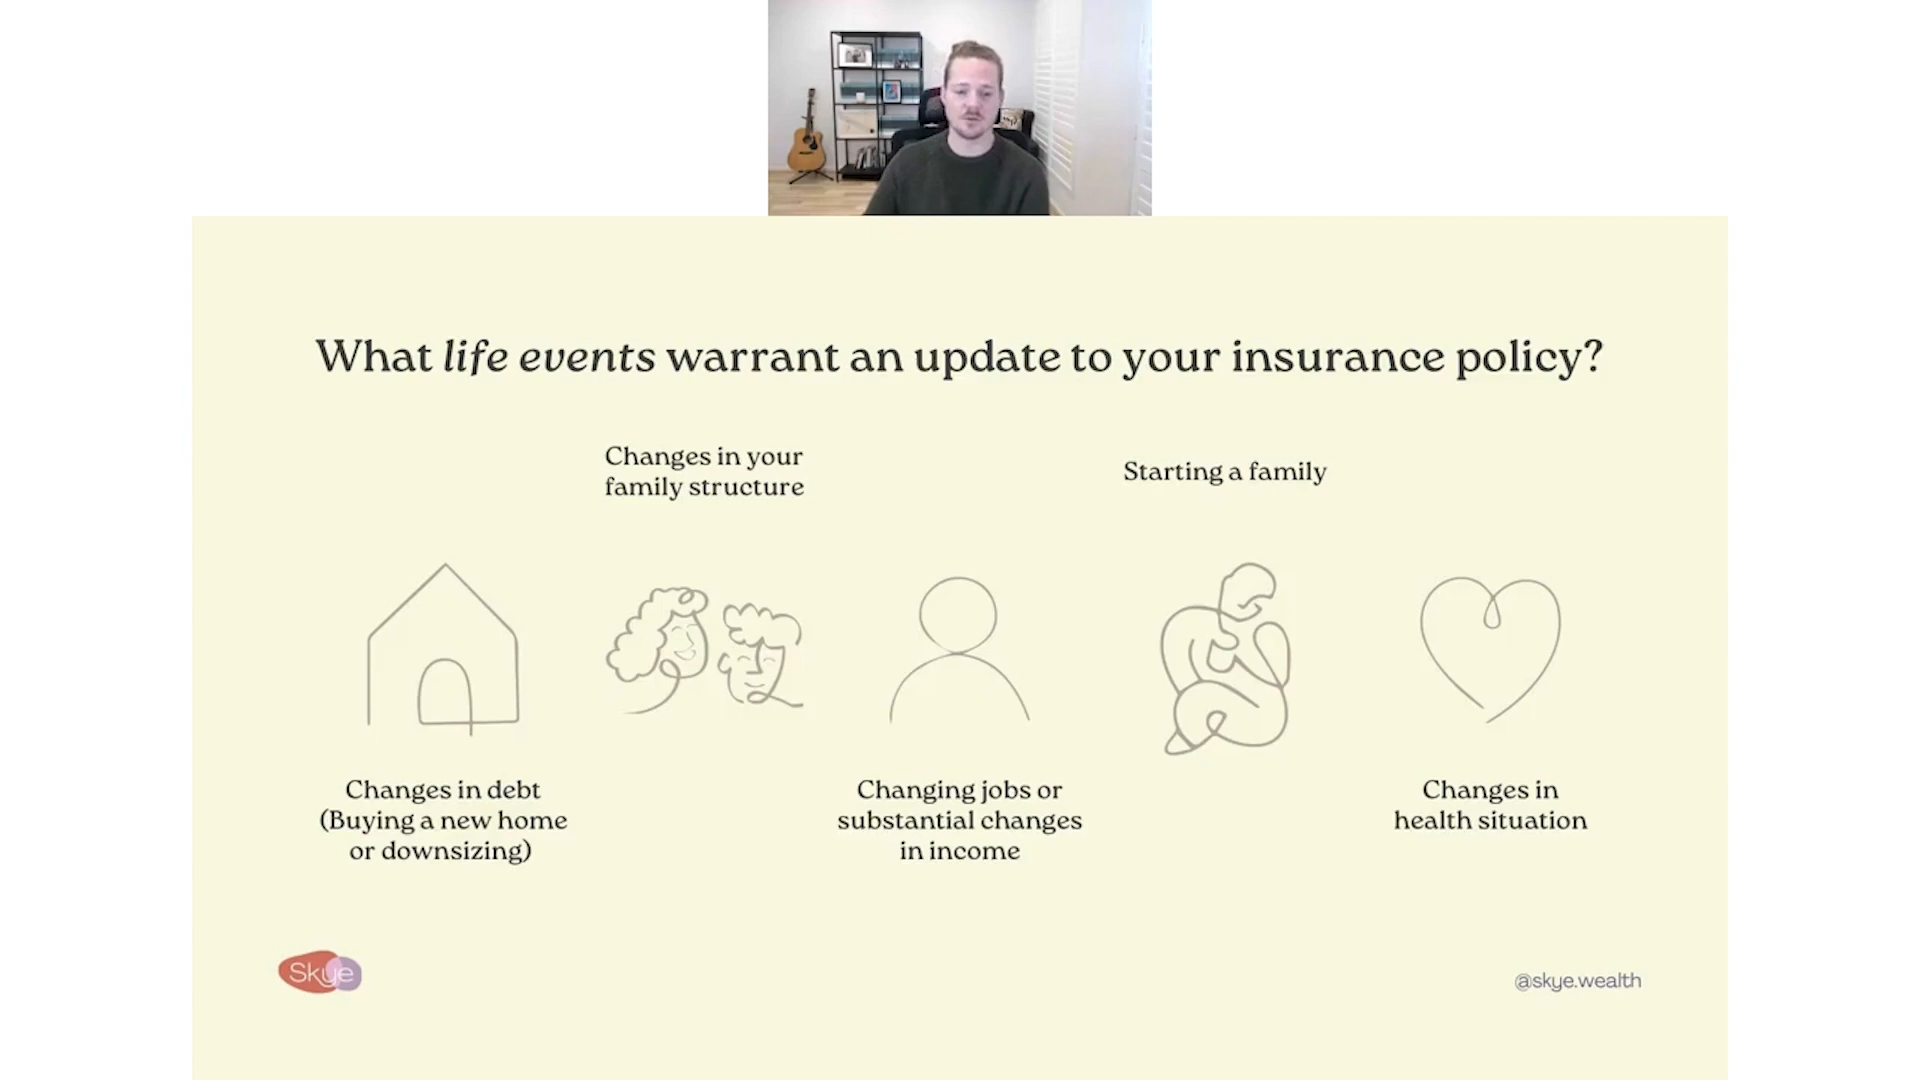 What life events warrant an update to your insurance policy?
Changes in your
family structure
Starting a family
Changes in debt
(Buying a new home
or downsizing)
Changing jobs or
substantial changes
in income
Changes in
health situation
Skye
@skye.wealth